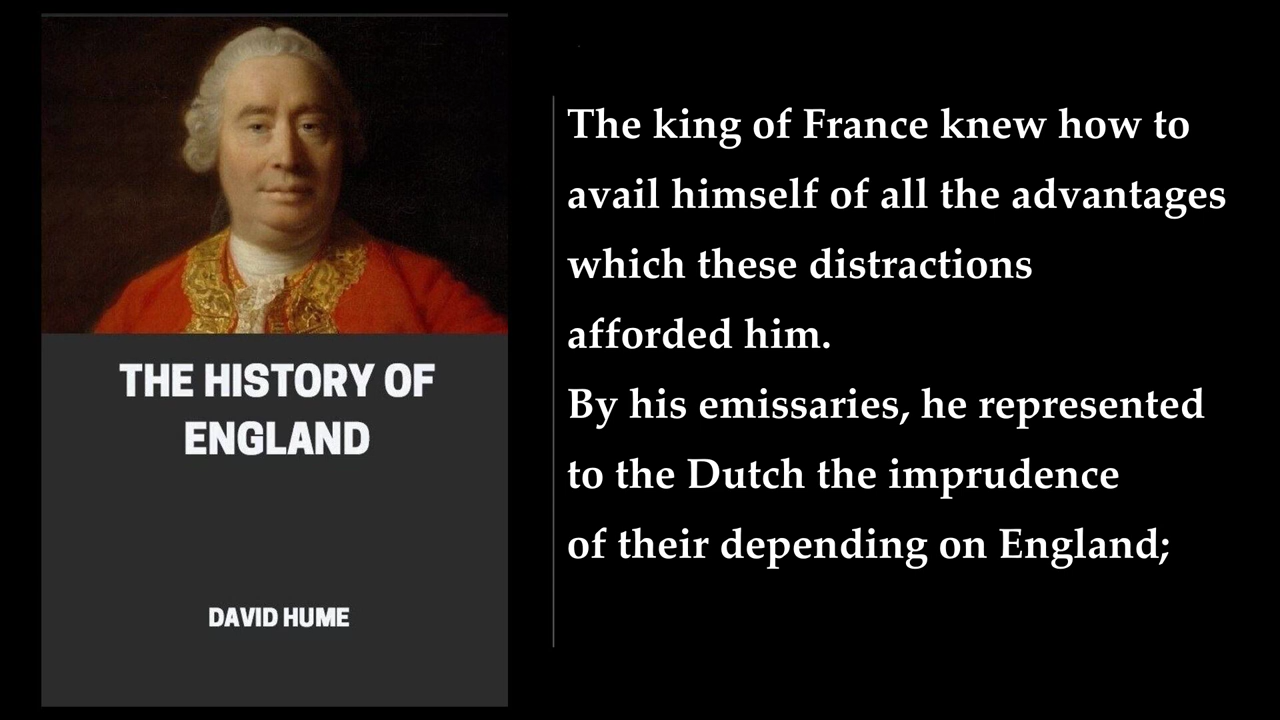 THE HISTORY OF
ENGLAND
DAVID HUME
The king of France knew how to
avail himself of all the advantages
which these distractions
afforded him.
By his emissaries, he represented
to the Dutch the imprudence
of their depending on England;